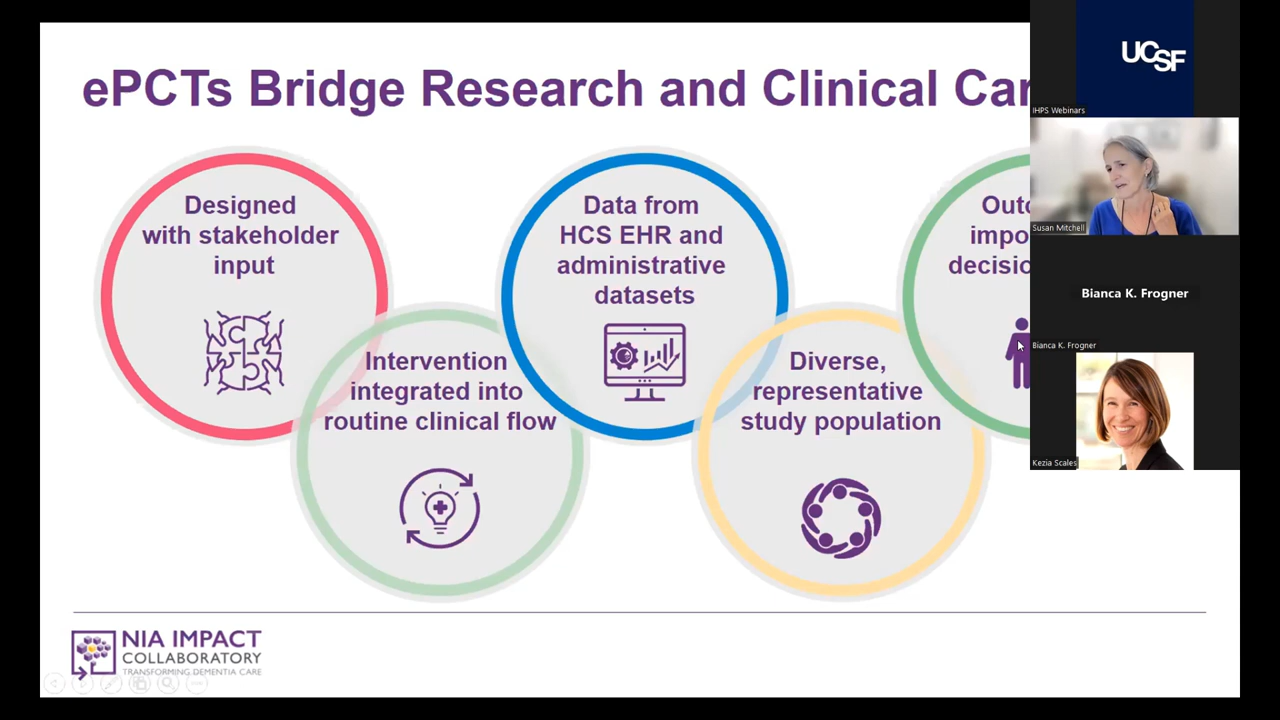 ePCTs Bridge Research and Clinical Car
Designed
with stakeholder
input
Intervention
integrated into
routine clinical flow
Data from
HCS EHR and
administrative
datasets
Diverse,
representative
study population
Outc
impo
decisio
NIA IMPACT
COLLABORATORY
TRANSFORMING DEMENTIA CARE
UCSF
IHPS Webinars
Susan Mitchell
Bianca K. Frogner
Bianca K. Frogner
Kezia Scales